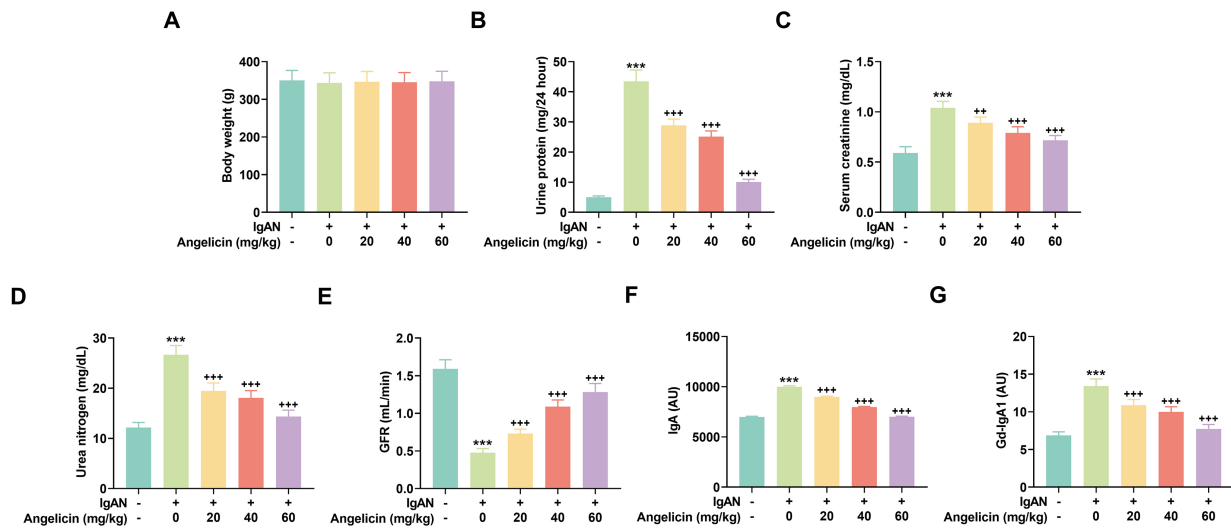 A
Body weight (g)
400
300
200
100
0
IgAN - + + + +
Angelicin (mg/kg) - 0 20 40 60
B
Urine protein (mg/24 hour)
50
40
30
20
10
0
*** +++ +++ +++
IgAN - + + + +
Angelicin (mg/kg) - 0 20 40 60
C
Serum creatinine (mg/dL)
1.5
1.0
0.5
0.0
*** ++ +++ +++
IgAN - + + + +
Angelicin (mg/kg) - 0 20 40 60
D
Urea nitrogen (mg/dL)
30
20
10
0
*** +++ +++ +++
IgAN - + + + +
Angelicin (mg/kg) - 0 20 40 60
E
GFR (mL/min)
2.0
1.5
1.0
0.5
0.0
*** +++ +++ +++
IgAN - + + + +
Angelicin (mg/kg) - 0 20 40 60
F
IgA (AU)
15000
10000
5000
0
*** +++ +++ +++
IgAN - + + + +
Angelicin (mg/kg) - 0 20 40 60
G
Gd-IgA1 (AU)
20
15
10
5
0
*** +++ +++ +++
IgAN - + + + +
Angelicin (mg/kg) - 0 20 40 60